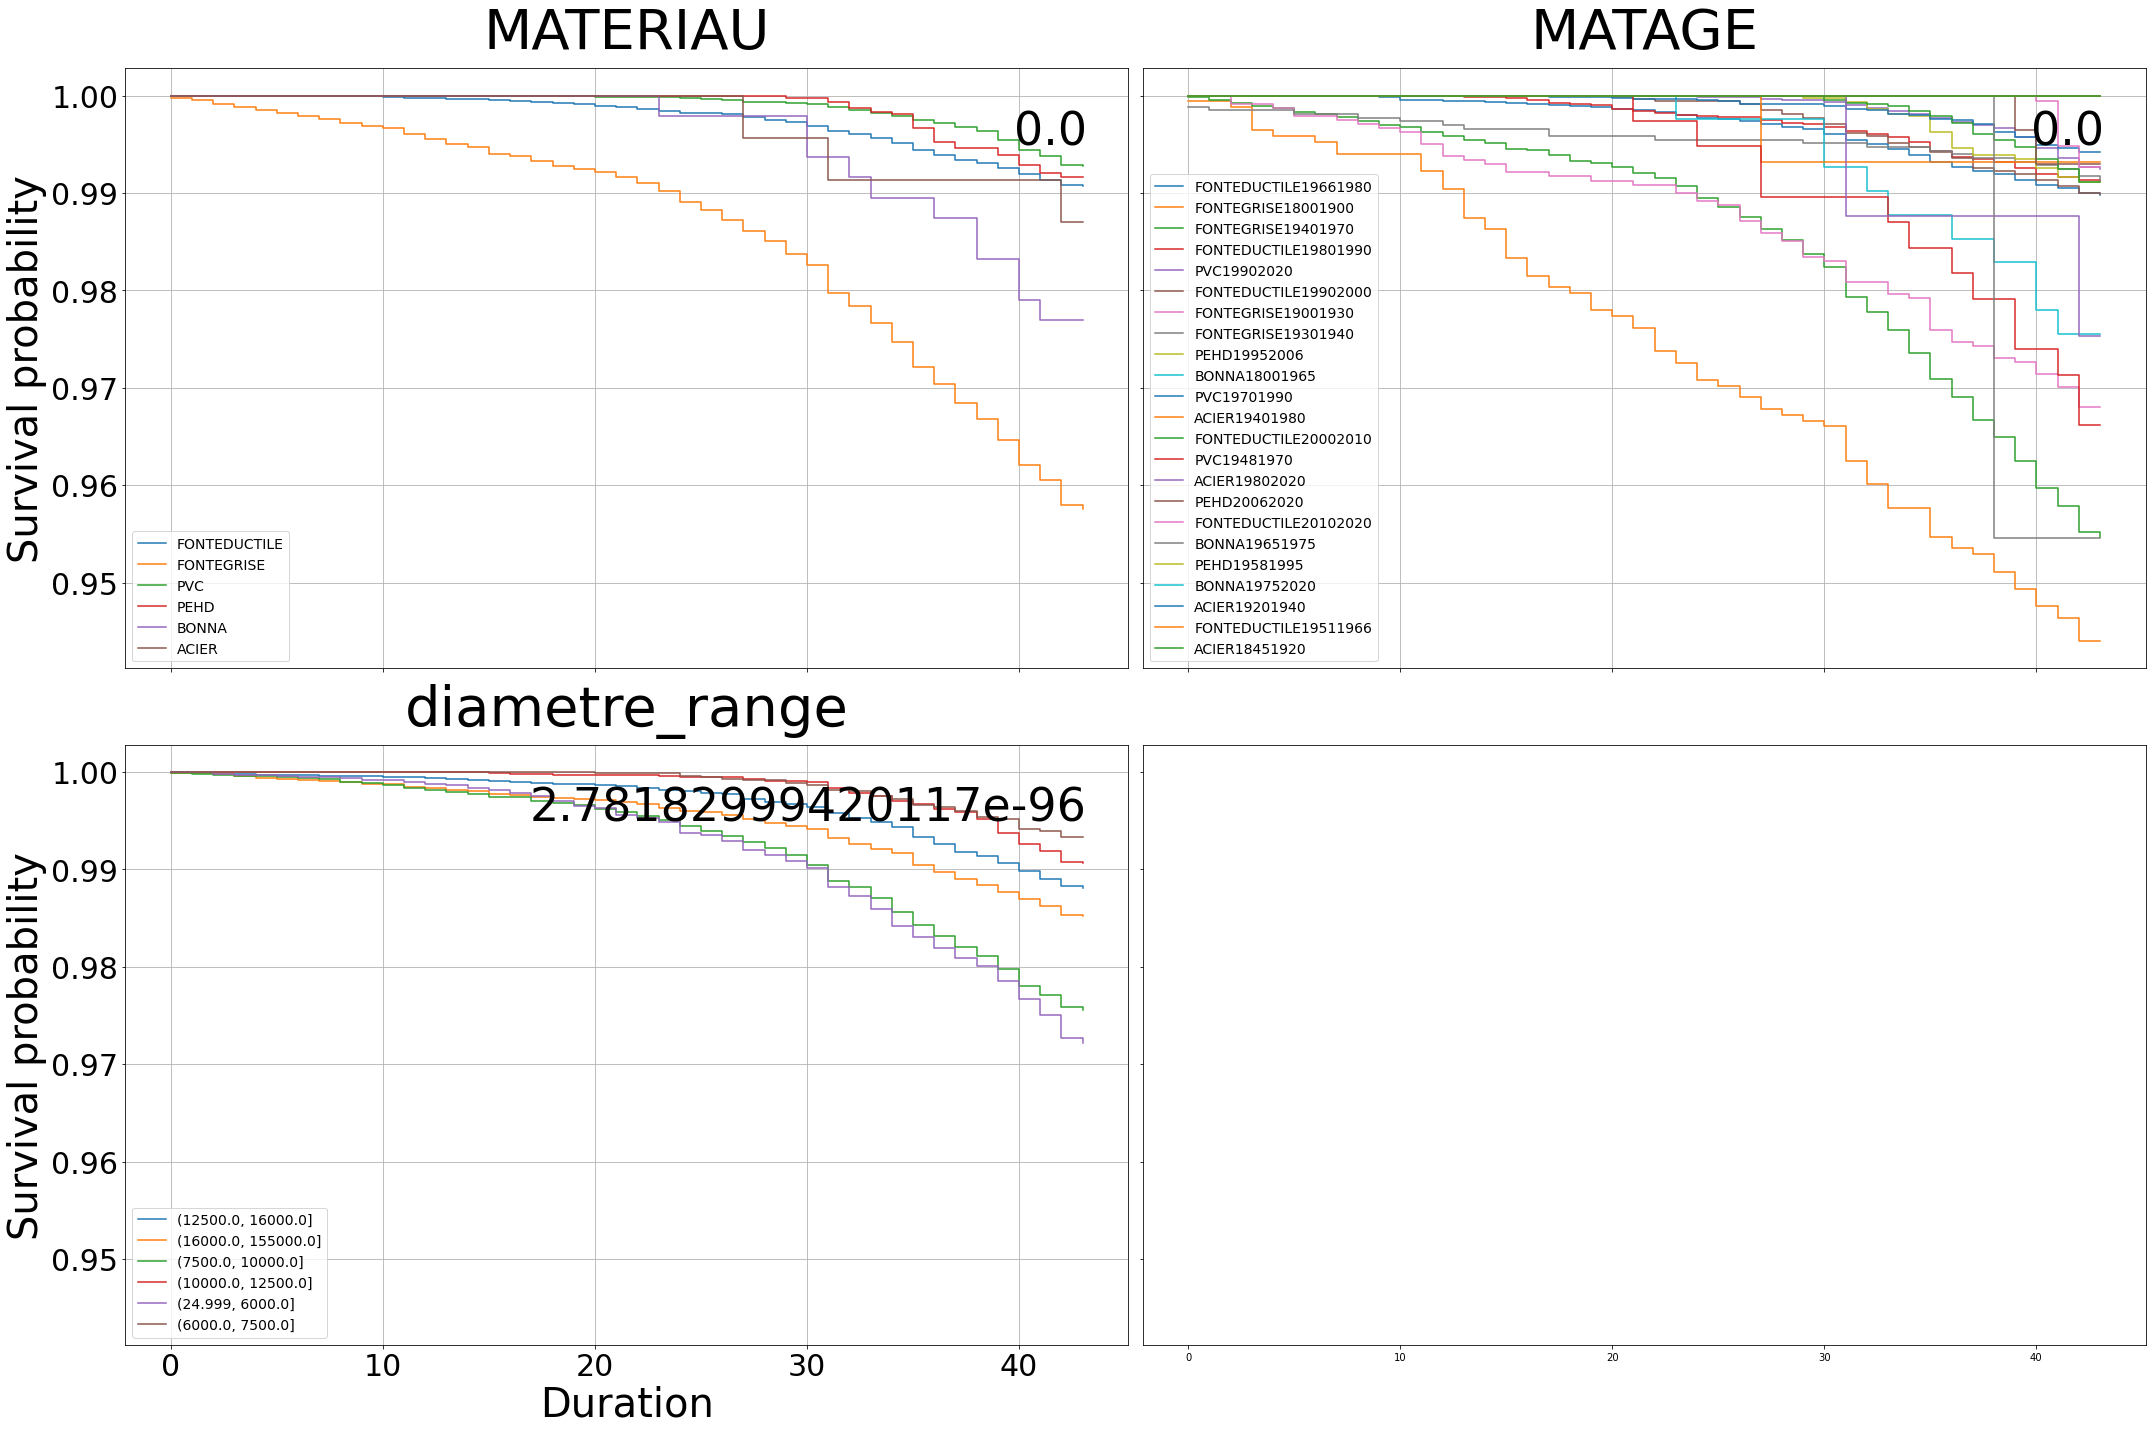 MATERIAU
Survival probability
1.00
0.99
0.98
0.97
0.96
0.95
0.0
FONTEDUCTILE
FONTEGRISE
PVC
PEHD
BONNA
ACIER
MATAGE
0.0
FONTEDUCTILE19661980
FONTEGRISE18001900
FONTEGRISE19401970
FONTEDUCTILE19801990
PVC19902020
FONTEDUCTILE19902000
FONTEGRISE19001930
FONTEGRISE19301940
PEHD19952006
BONNA18001965
PVC19701990
ACIER19401980
FONTEDUCTILE20002010
PVC19481970
ACIER19802020
PEHD20062020
FONTEDUCTILE20102020
BONNA19651975
PEHD19581995
BONNA19752020
ACIER19201940
FONTEDUCTILE19511966
ACIER18451920
diametre_range
Survival probability
1.00
0.99
0.98
0.97
0.96
0.95
2.781829994201​17e-96
(12500.0, 16000.0]
(16000.0, 155000.0]
(7500.0, 10000.0]
(10000.0, 12500.0]
(24.999, 6000.0]
(6000.0, 7500.0]
0 10 20 30 40
Duration
0 10 20 30 40